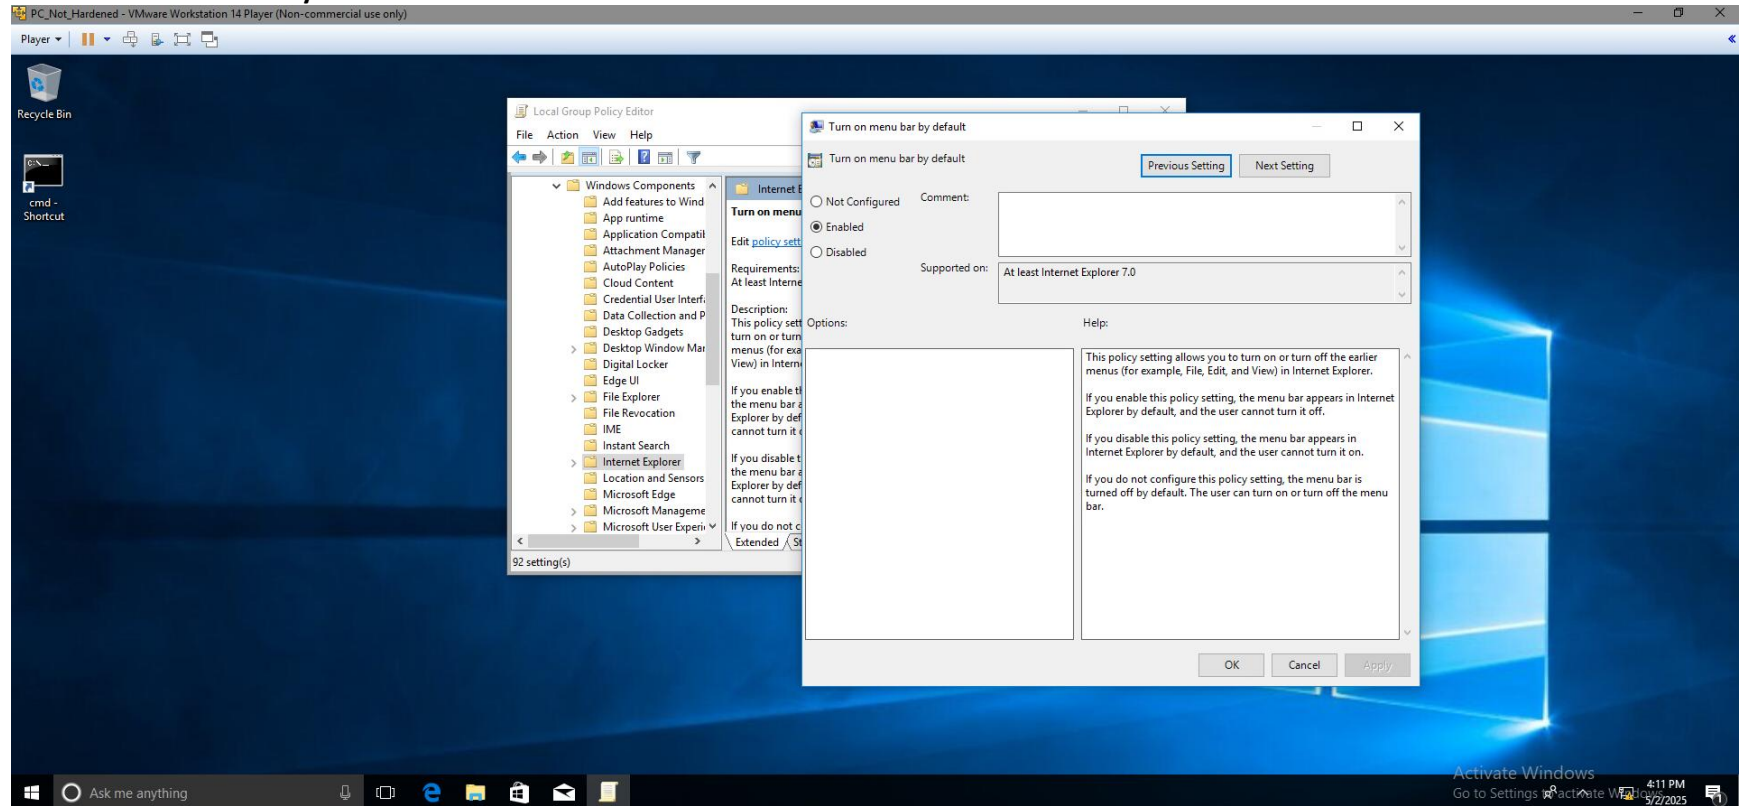 PC_Not_Hardened - VMware Workstation 14 Player (Non-commercial use only)
Player
Recycle Bin
cmd -
Shortcut
Local Group Policy Editor
File Action View Help
Windows Components
Add features to Wind
App runtime
Application Compatil
Attachment Manager
AutoPlay Policies
Cloud Content
Credential User Interfa
Data Collection and P
Desktop Gadgets
Desktop Window Mar
Digital Locker
Edge UI
File Explorer
File Revocation
IME
Instant Search
Internet Explorer
Location and Sensors
Microsoft Edge
Microsoft Manageme
Microsoft User Experi
92 setting(s)
Internet E
Turn on menu
Edit policy sett
Requirements:
At least Interne
Description:
This policy sett
turn on or turn
menus (for exa
View) in Intern
If you enable th
the menu bar a
Explorer by def
cannot turn it
If you disable t
the menu bar a
Explorer by def
cannot turn it
If you do not c
Extended St
Turn on menu bar by default
Turn on menu bar by default
Previous Setting Next Setting
Not Configured
Enabled
Disabled
Comment:
Supported on:
At least Internet Explorer 7.0
Options:
Help:
This policy setting allows you to turn on or turn off the earlier
menus (for example, File, Edit, and View) in Internet Explorer.
If you enable this policy setting, the menu bar appears in Internet
Explorer by default, and the user cannot turn it off.
If you disable this policy setting, the menu bar appears in
Internet Explorer by default, and the user cannot turn it on.
If you do not configure this policy setting, the menu bar is
turned off by default. The user can turn on or turn off the menu
bar.
OK Cancel Apply
Activate Windows
Go to Settings to activate Windows.
Ask me anything
4:11 PM
5/2/2025